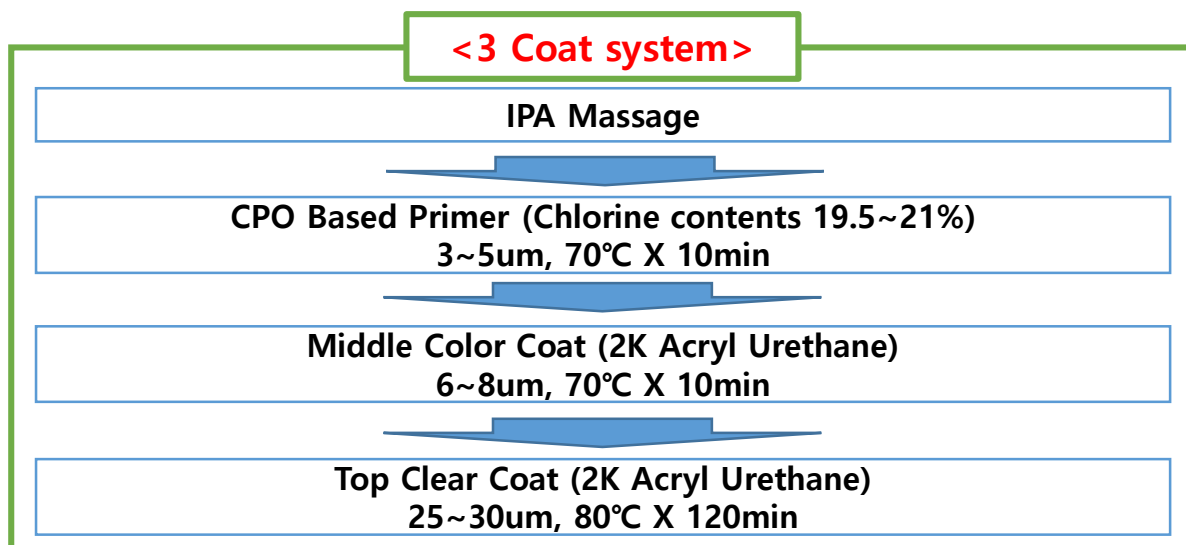 <3 Coat system>
IPA Massage
CPO Based Primer (Chlorine contents 19.5~21%)
3~5um, 70℃ X 10min
Middle Color Coat (2K Acryl Urethane)
6~8um, 70℃ X 10min
Top Clear Coat (2K Acryl Urethane)
25~30um, 80℃ X 120min